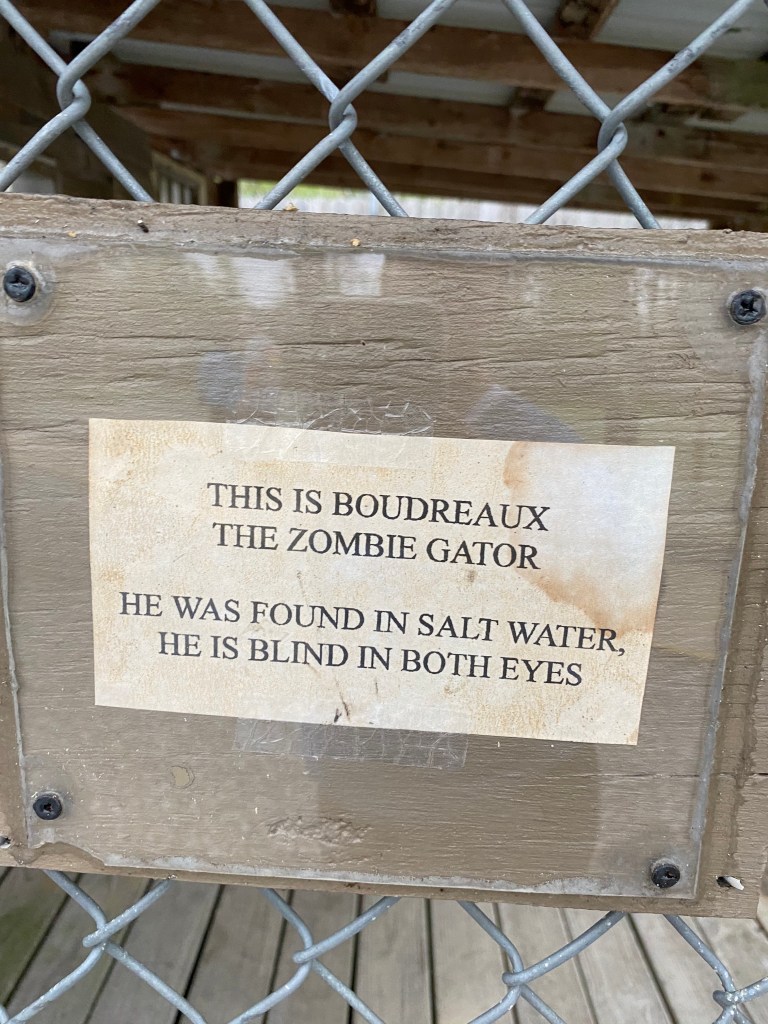 THIS IS BOUDREAUX
THE ZOMBIE GATOR
HE WAS FOUND IN SALT WATER,
HE IS BLIND IN BOTH EYES